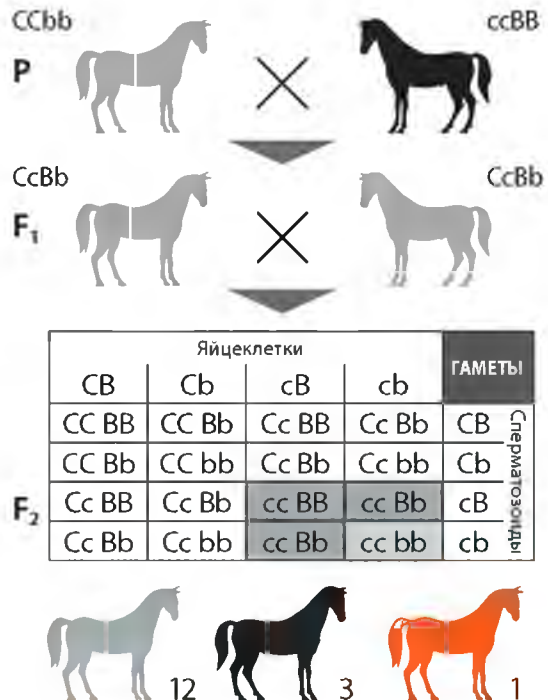 CCbb ccBB
P
CcBb CcBb
F₁
Яйцеклетки ГАМЕТЫ
CB Cb cB cb
CC BB CC Bb Cc BB Cc Bb CB
CC Bb CC bb Cc Bb Cc bb Cb
Cc BB Cc Bb cc BB cc Bb cB
Cc Bb Cc bb cc Bb cc bb cb
Сперматозоиды
F₂
12 3 1